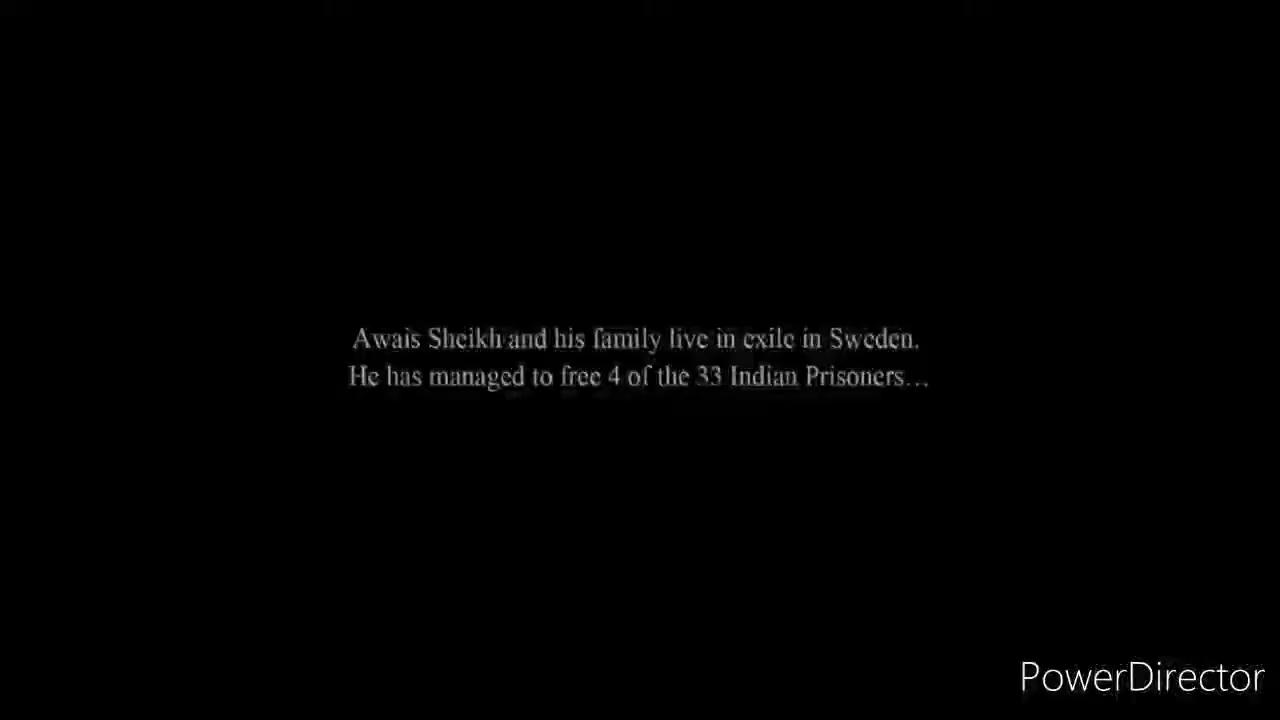 Awais Sheikh and his family live in exile in Sweden.
He has managed to free 4 of the 33 Indian Prisoners...
PowerDirector